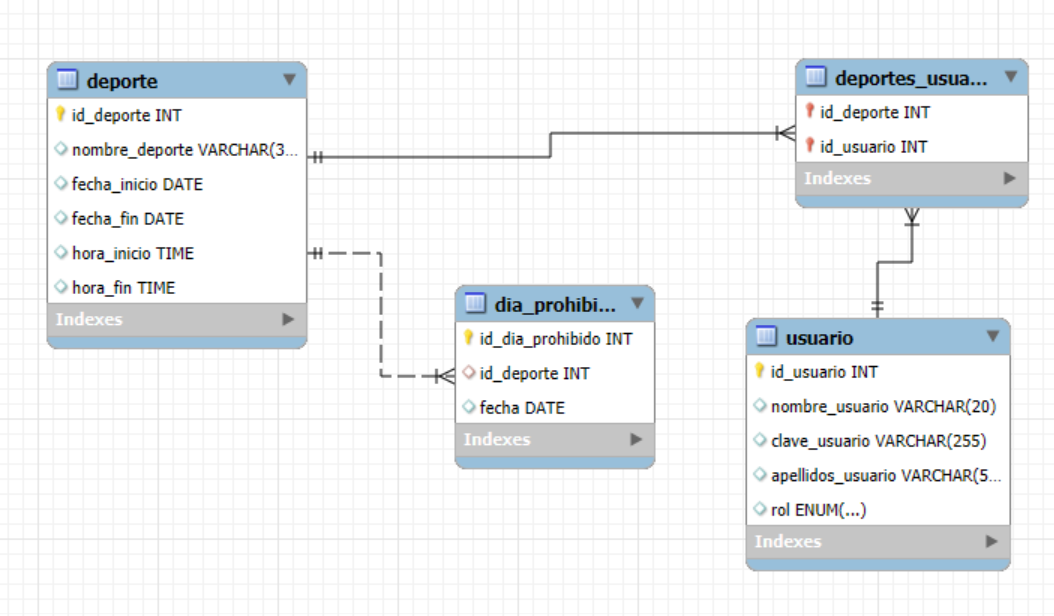 deporte
id_deporte INT
nombre_deporte VARCHAR(3...
fecha_inicio DATE
fecha_fin DATE
hora_inicio TIME
hora_fin TIME
Indexes
deportes_usua...
id_deporte INT
id_usuario INT
Indexes
dia_prohibi...
id_dia_prohibido INT
id_deporte INT
fecha DATE
Indexes
usuario
id_usuario INT
nombre_usuario VARCHAR(20)
clave_usuario VARCHAR(255)
apellidos_usuario VARCHAR(5...
rol ENUM(...)
Indexes